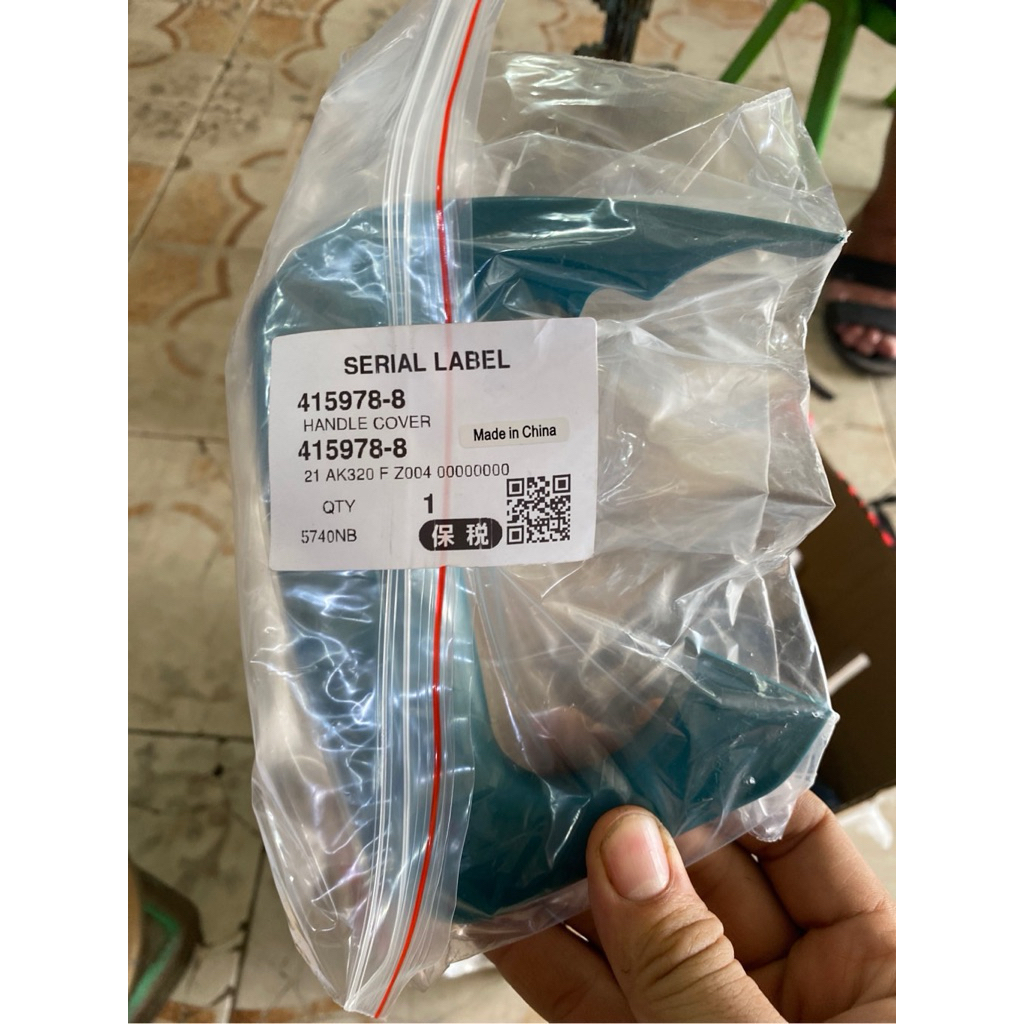 SERIAL LABEL
415978-8
HANDLE COVER
415978-8
Made in China
21 AK320 F Z004 00000000
QTY 1
5740NB 保税